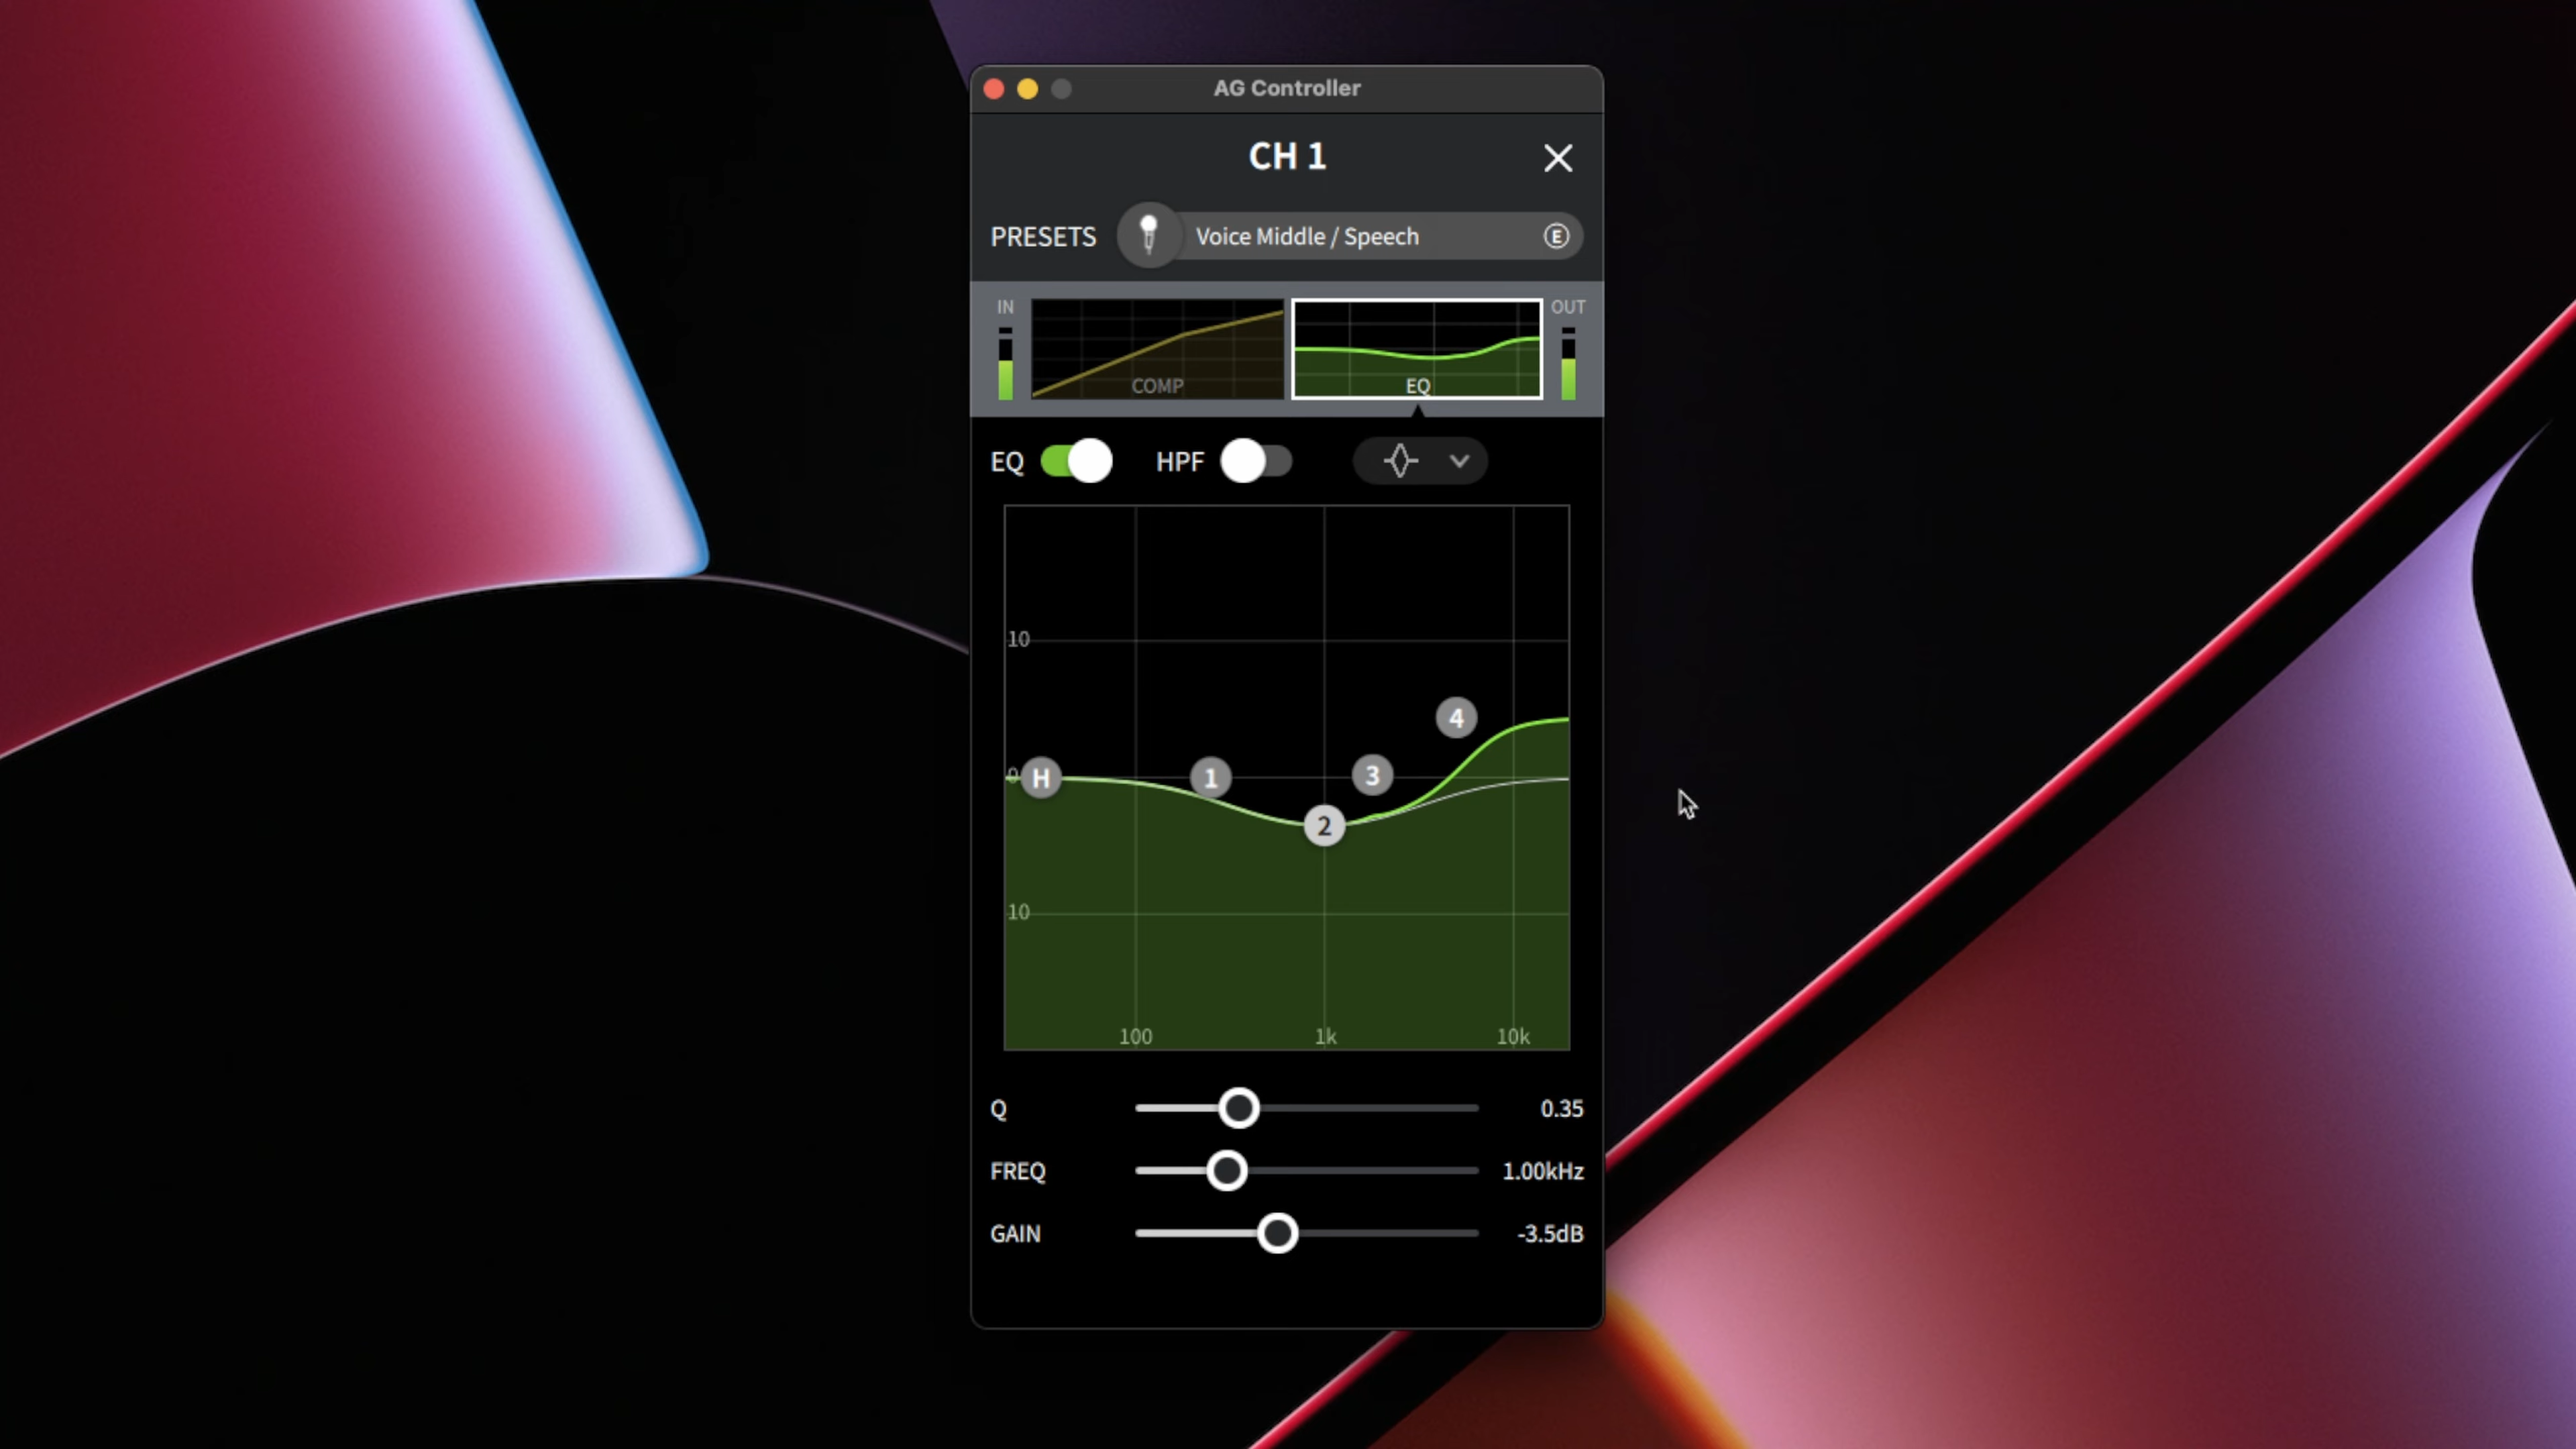 AG Controller
CH 1
PRESETS Voice Middle / Speech E
IN OUT
COMP EQ
EQ HPF
10
4
3
0 H 1
2
10
100 1k 10k
Q 0.35
FREQ 1.00kHz
GAIN -3.5dB